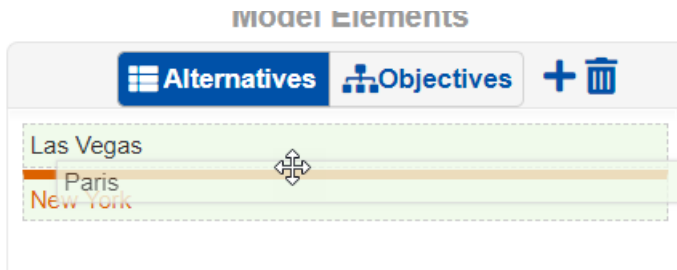 Model Elements
Alternatives Objectives
Las Vegas
Paris
New York